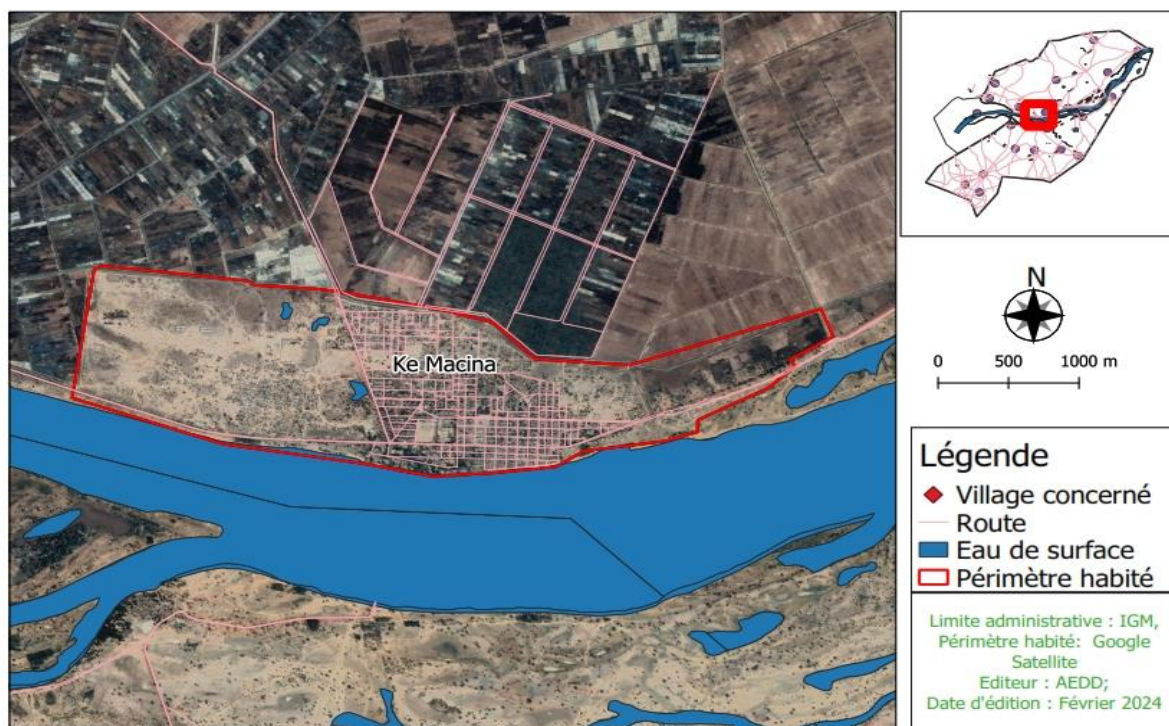 Ke Macina
N
0 500 1000 m
Légende
Village concerné
Route
Eau de surface
Périmètre habité
Limite administrative : IGM,
Périmètre habité: Google
Satellite
Editeur : AEDD;
Date d'édition : Février 2024